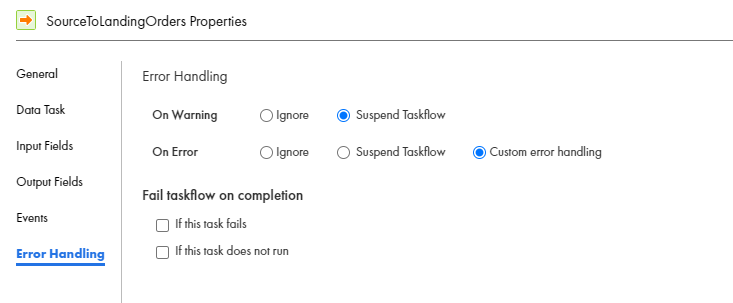 SourceToLandingOrders Properties
General
Data Task
Input Fields
Output Fields
Events
Error Handling
Error Handling
On Warning Ignore Suspend Taskflow
On Error Ignore Suspend Taskflow Custom error handling
Fail taskflow on completion
If this task fails
If this task does not run